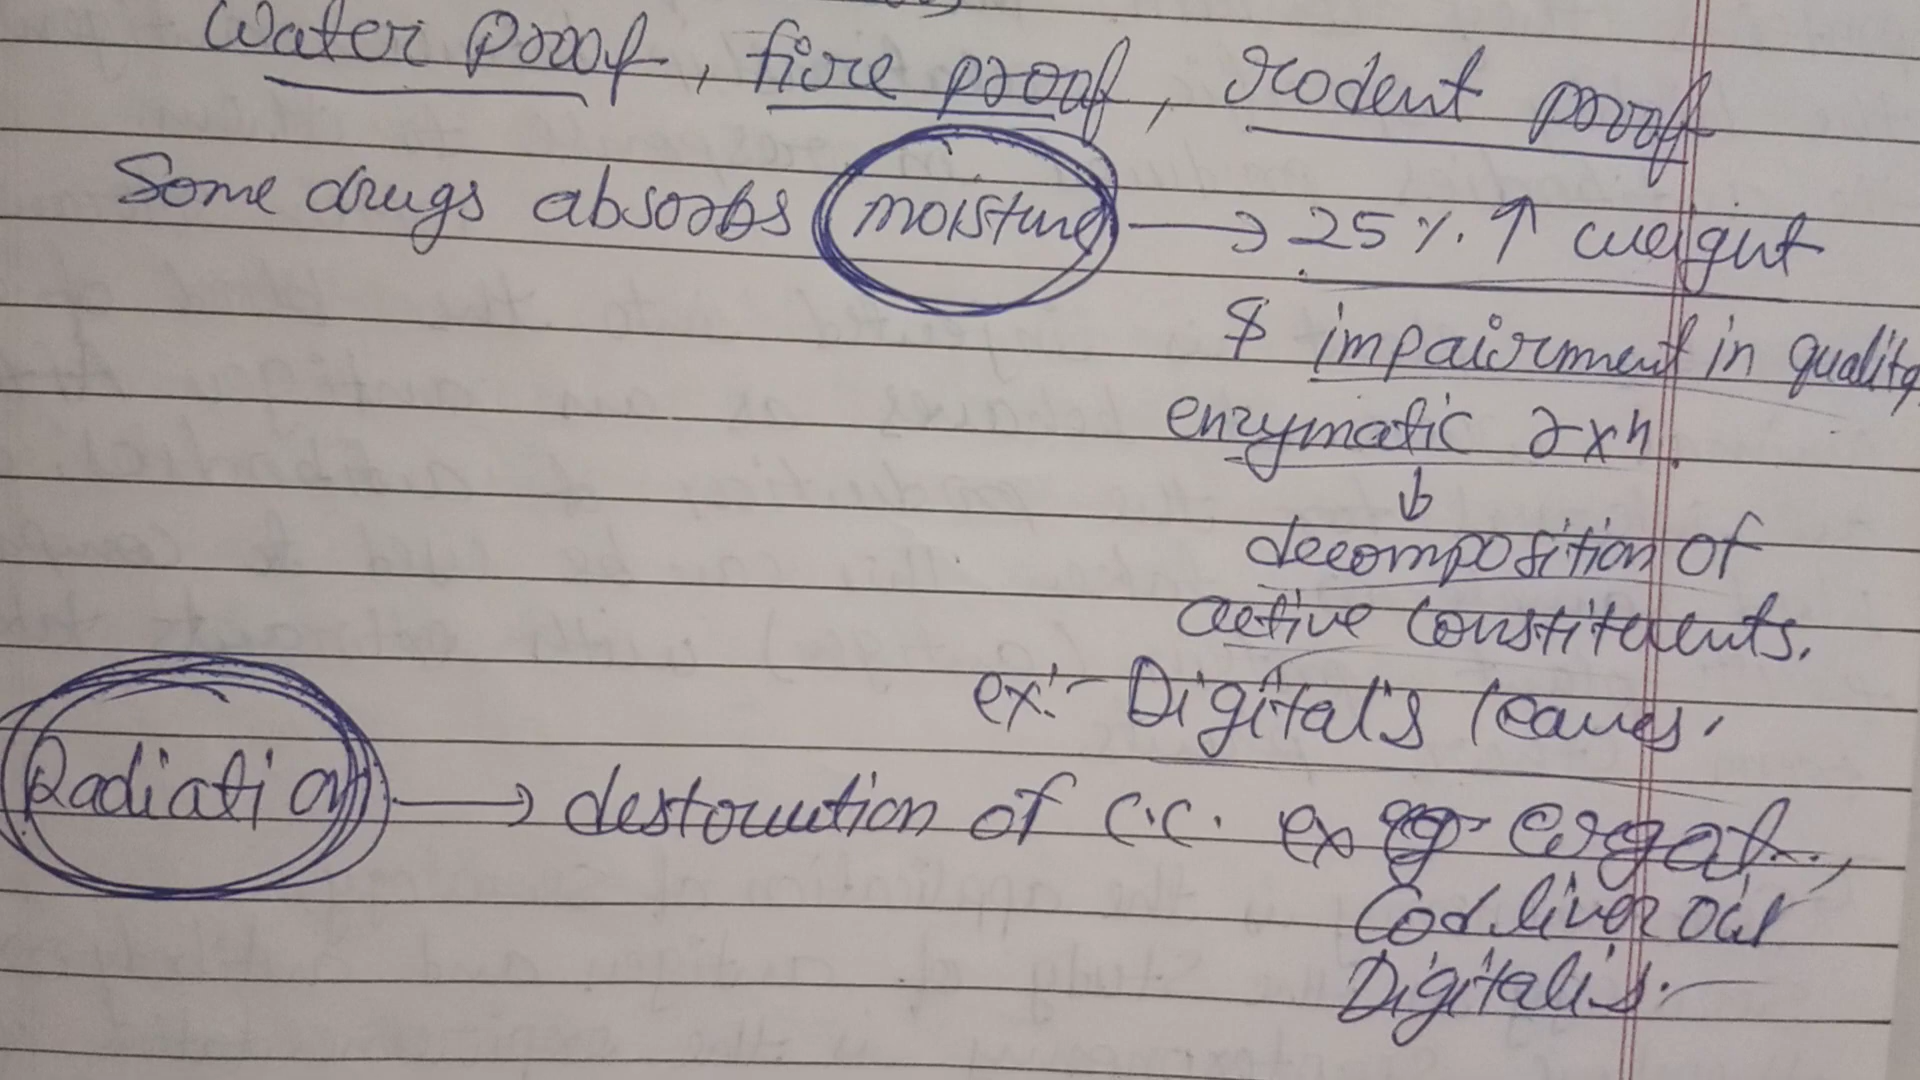 Water proof, fire proof, rodent proof
Some drugs absorbs moisture → 25% ↑ weight
& impairment in quality
enzymatic rxn.
↓
decomposition of
active constituents.
ex:- Digitalis leaves.
Radiation → destruction of C.C. ex eg ergot,
Cod liver oil
Digitalis.